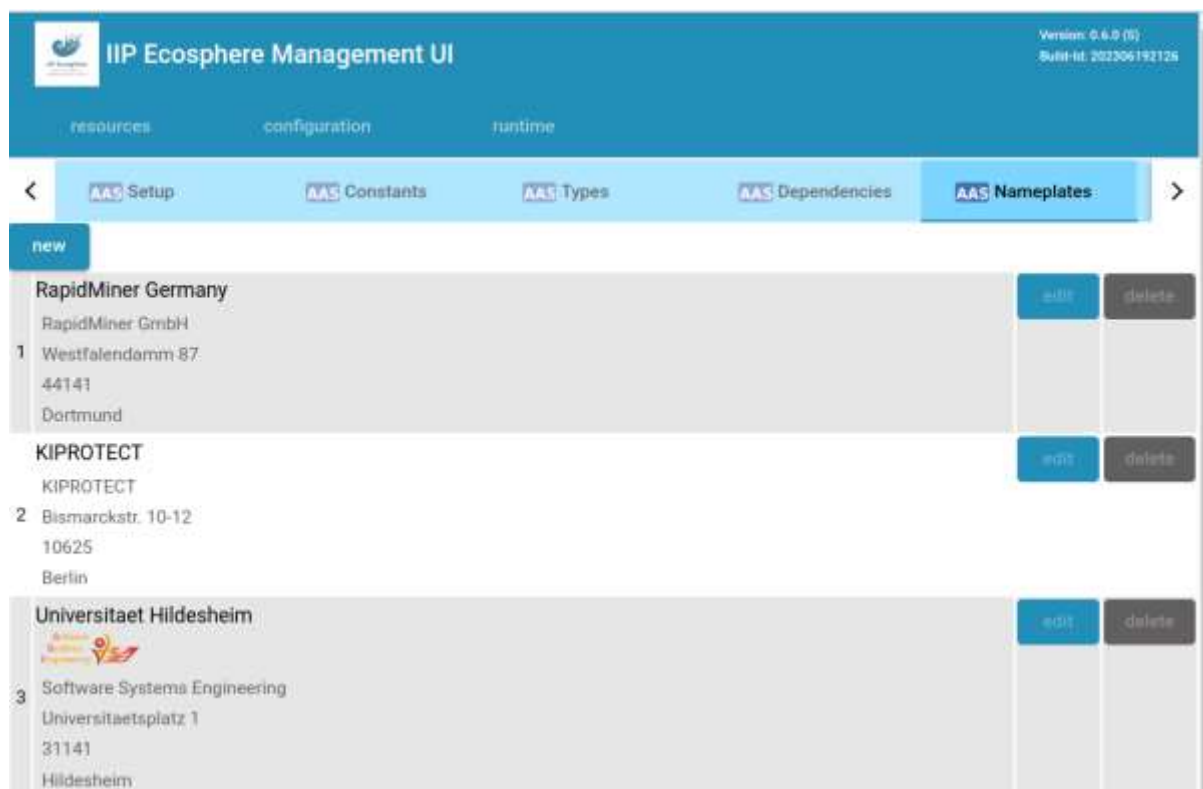 IIP Ecosphere Management UI
Version: 0.6.0 (S)
Build-Id: 202306192126
resources configuration runtime
< AAS Setup AAS Constants AAS Types AAS Dependencies AAS Nameplates >
new
RapidMiner Germany edit delete
RapidMiner GmbH
1 Westfalendamm 87
44141
Dortmund
KIPROTECT edit delete
KIPROTECT
2 Bismarckstr. 10-12
10625
Berlin
Universitaet Hildesheim edit delete
3 Software Systems Engineering
Universitaetsplatz 1
31141
Hildesheim